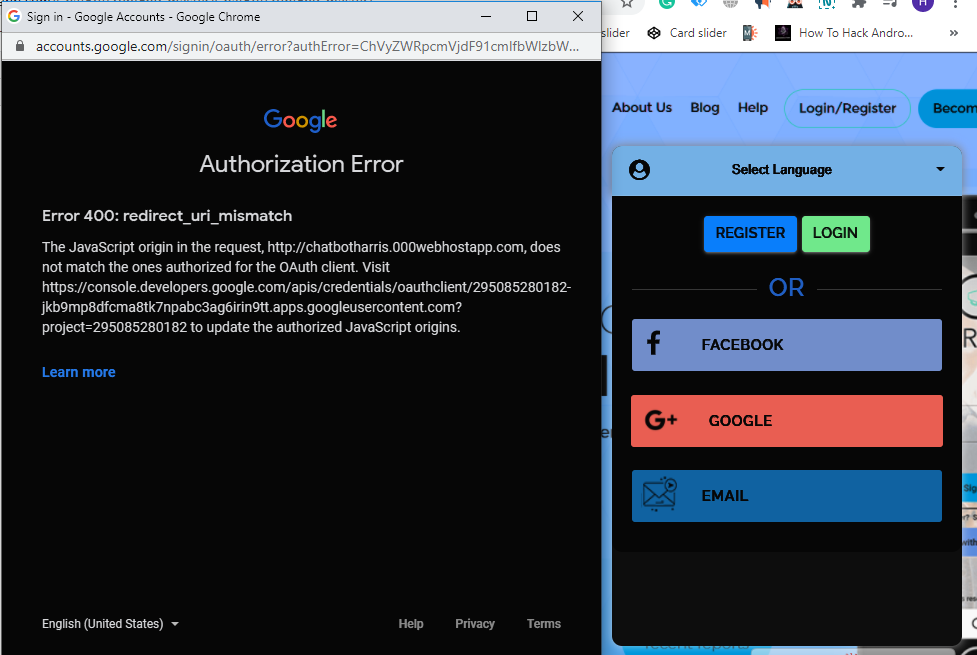 Sign in - Google Accounts - Google Chrome
accounts.google.com/signin/oauth/error?authError=ChVyZWRpcmVjdF91cmlfbWlzbW...
Google
Authorization Error
Error 400: redirect_uri_mismatch
The JavaScript origin in the request, http://chatbotharris.000webhostapp.com, does
not match the ones authorized for the OAuth client. Visit
https://console.developers.google.com/apis/credentials/oauthclient/295085280182-
jkb9mp8dfcma8tk7npabc3ag6irin9tt.apps.googleusercontent.com?
project=295085280182 to update the authorized JavaScript origins.
Learn more
English (United States)
Help Privacy Terms
H
slider Card slider How To Hack Andro... »
About Us Blog Help Login/Register Becom
Select Language
REGISTER LOGIN
OR
FACEBOOK
G+ GOOGLE
EMAIL
recent reports